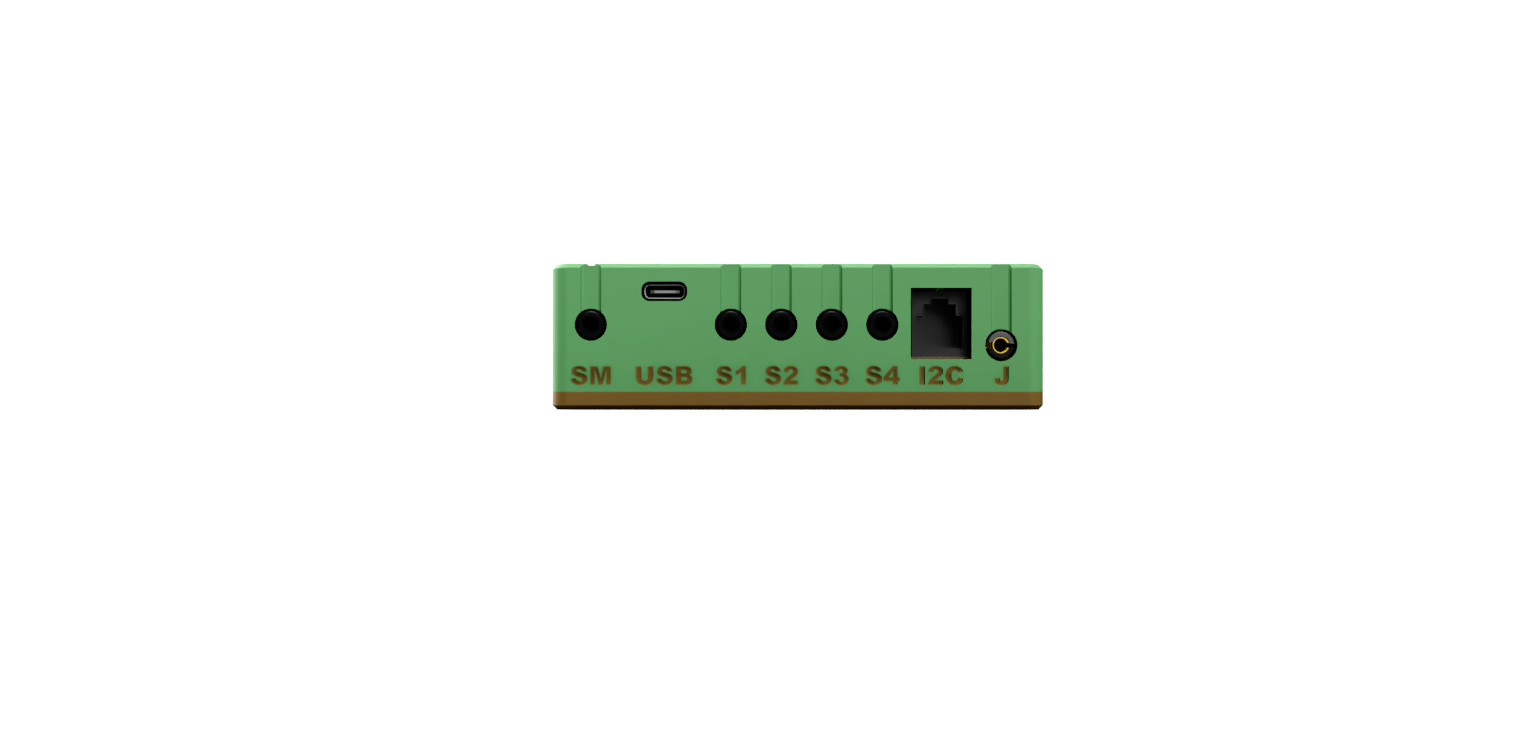 SM USB S1 S2 S3 S4 I2C J